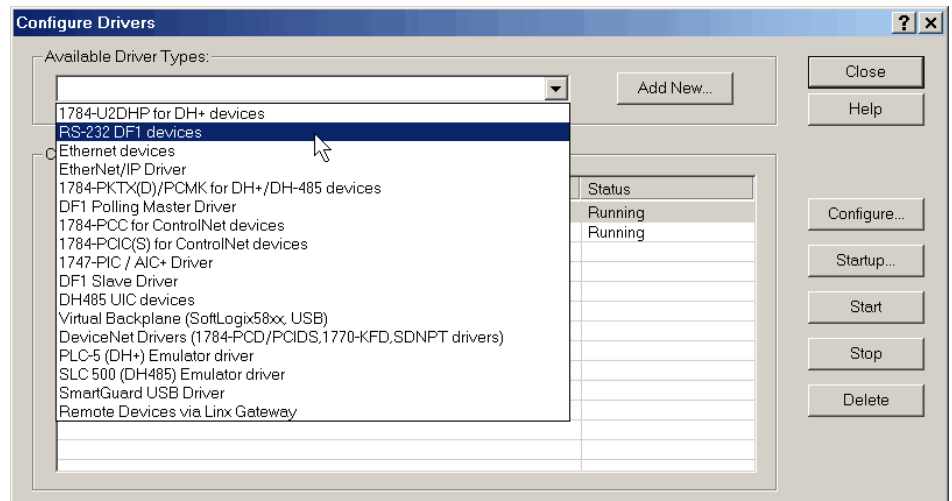 Configure Drivers
Available Driver Types:
Add New...
Close
Help
1784-U2DHP for DH+ devices
RS-232 DF1 devices
Ethernet devices
EtherNet/IP Driver
1784-PKTX(D)/PCMK for DH+/DH-485 devices
DF1 Polling Master Driver
1784-PCC for ControlNet devices
1784-PCIC(S) for ControlNet devices
1747-PIC / AIC+ Driver
DF1 Slave Driver
DH485 UIC devices
Virtual Backplane (SoftLogix58xx, USB)
DeviceNet Drivers (1784-PCD/PCIDS,1770-KFD,SDNPT drivers)
PLC-5 (DH+) Emulator driver
SLC 500 (DH485) Emulator driver
SmartGuard USB Driver
Remote Devices via Linx Gateway
Status
Running
Running
Configure...
Startup...
Start
Stop
Delete